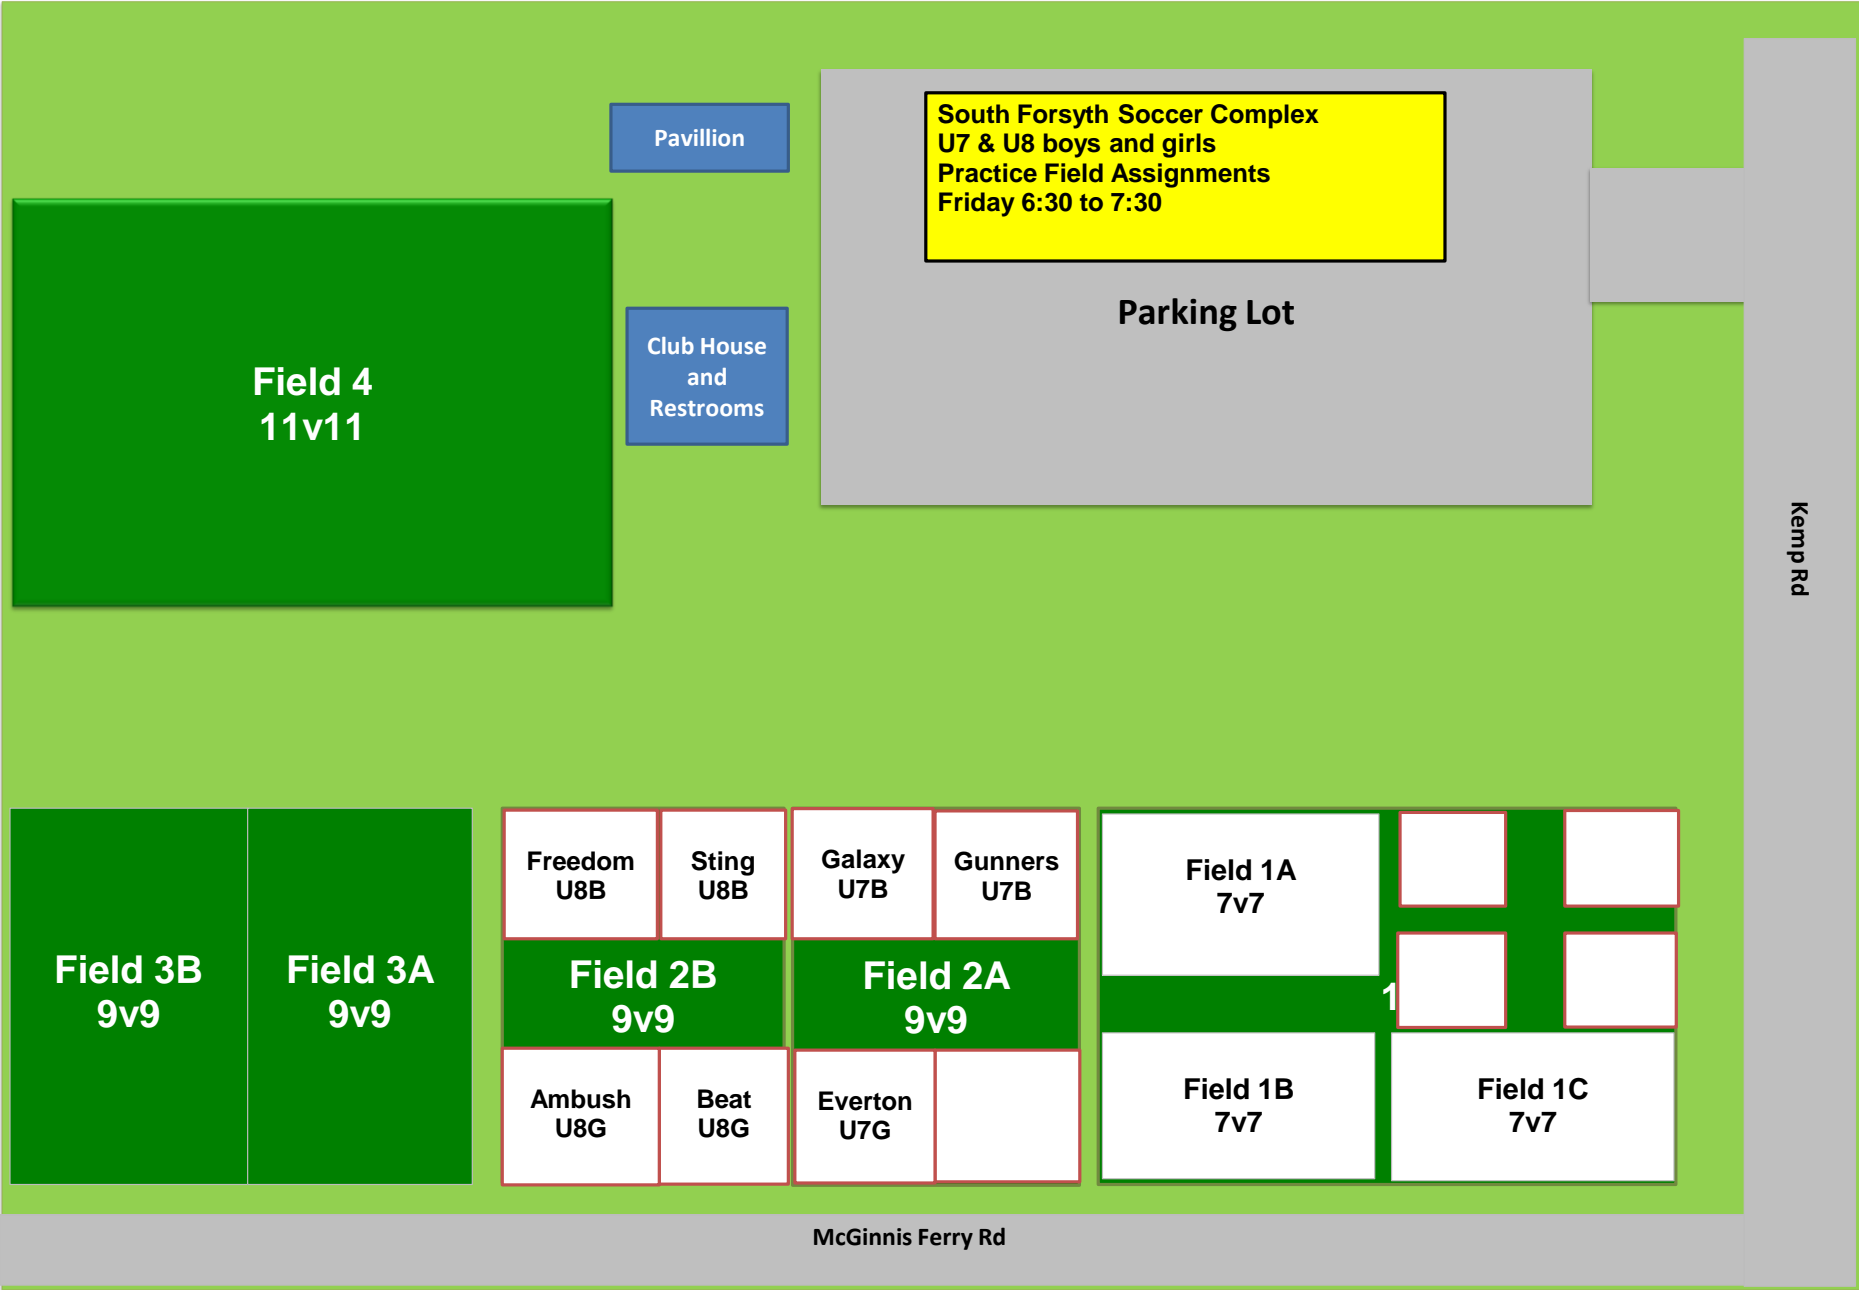 South Forsyth Soccer Complex
U7 & U8 boys and girls
Practice Field Assignments
Friday 6:30 to 7:30
Pavillion
Parking Lot
Club House
and
Restrooms
Field 4
11v11
Kemp Rd
Field 3B
9v9
Field 3A
9v9
Freedom
U8B
Sting
U8B
Galaxy
U7B
Gunners
U7B
Field 2B
9v9
Field 2A
9v9
Ambush
U8G
Beat
U8G
Everton
U7G
Field 1A
7v7
1
Field 1B
7v7
Field 1C
7v7
McGinnis Ferry Rd